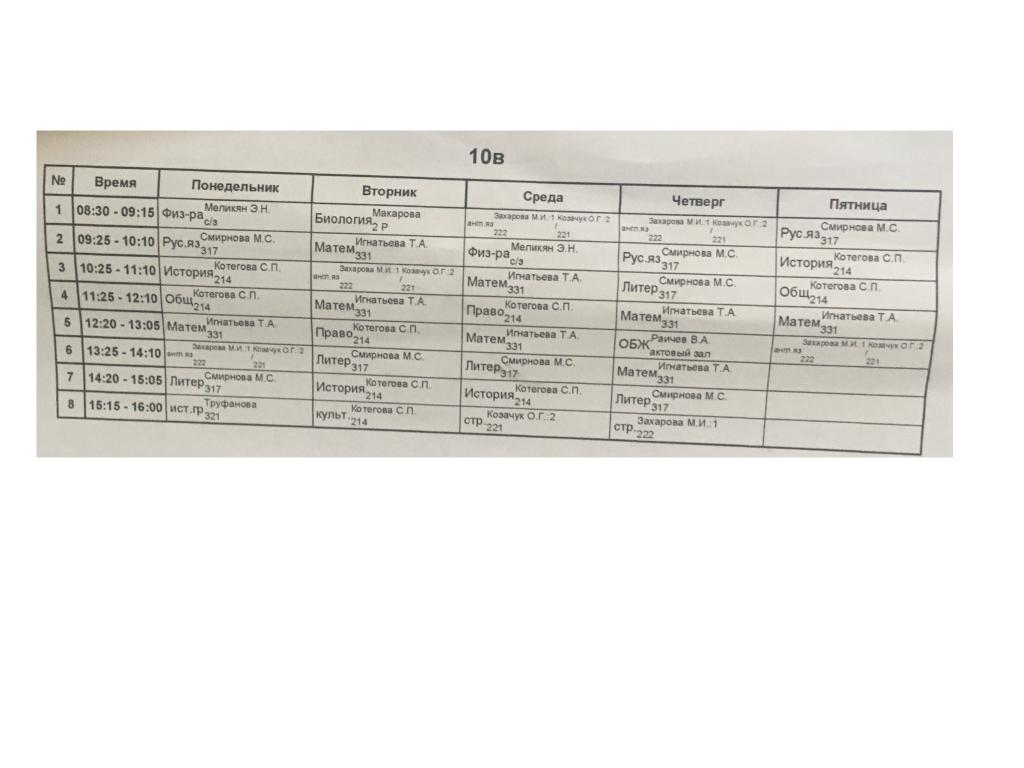 10в
№ Время Понедельник Вторник Среда Четверг Пятница
1 08:30 - 09:15 Физ-ра Меликян Э.Н. с/з Биология Макарова 2 Р англ.яз Захарова М.И.:1 Козачук О.Г.:2 / 222 221 англ.яз Захарова М.И.:1 Козачук О.Г.:2 / 222 221 Рус.яз Смирнова М.С. 317
2 09:25 - 10:10 Рус.яз Смирнова М.С. 317 Матем Игнатьева Т.А. 331 Физ-ра Меликян Э.Н. с/з Рус.яз Смирнова М.С. 317 История Котегова С.П. 214
3 10:25 - 11:10 История Котегова С.П. 214 англ.яз Захарова М.И.:1 Козачук О.Г.:2 / 222 221 Матем Игнатьева Т.А. 331 Литер Смирнова М.С. 317 Общ Котегова С.П. 214
4 11:25 - 12:10 Общ Котегова С.П. 214 Матем Игнатьева Т.А. 331 Право Котегова С.П. 214 Матем Игнатьева Т.А. 331 Матем Игнатьева Т.А. 331
5 12:20 - 13:05 Матем Игнатьева Т.А. 331 Право Котегова С.П. 214 Матем Игнатьева Т.А. 331 ОБЖ Раичев В.А. актовый зал англ.яз Захарова М.И.:1 Козачук О.Г.:2 / 222 221
6 13:25 - 14:10 англ.яз Захарова М.И.:1 Козачук О.Г.:2 / 222 221 Литер Смирнова М.С. 317 Литер Смирнова М.С. 317 Матем Игнатьева Т.А. 331
7 14:20 - 15:05 Литер Смирнова М.С. 317 История Котегова С.П. 214 История Котегова С.П. 214 Литер Смирнова М.С. 317
8 15:15 - 16:00 ист.гр Труфанова 321 культ. Котегова С.П. 214 стр. Козачук О.Г.:2 221 стр. Захарова М.И.:1 222